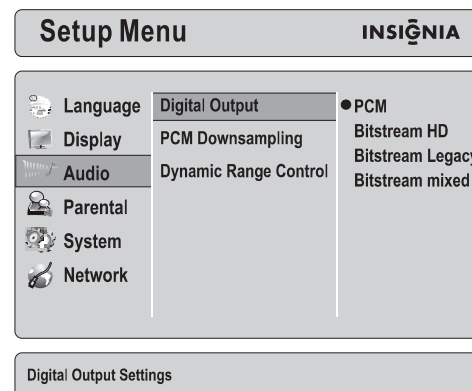 Setup Menu
INSIGNIA
Language
Display
Audio
Parental
System
Network
Digital Output
PCM Downsampling
Dynamic Range Control
PCM
Bitstream HD
Bitstream Legacy
Bitstream mixed
Digital Output Settings